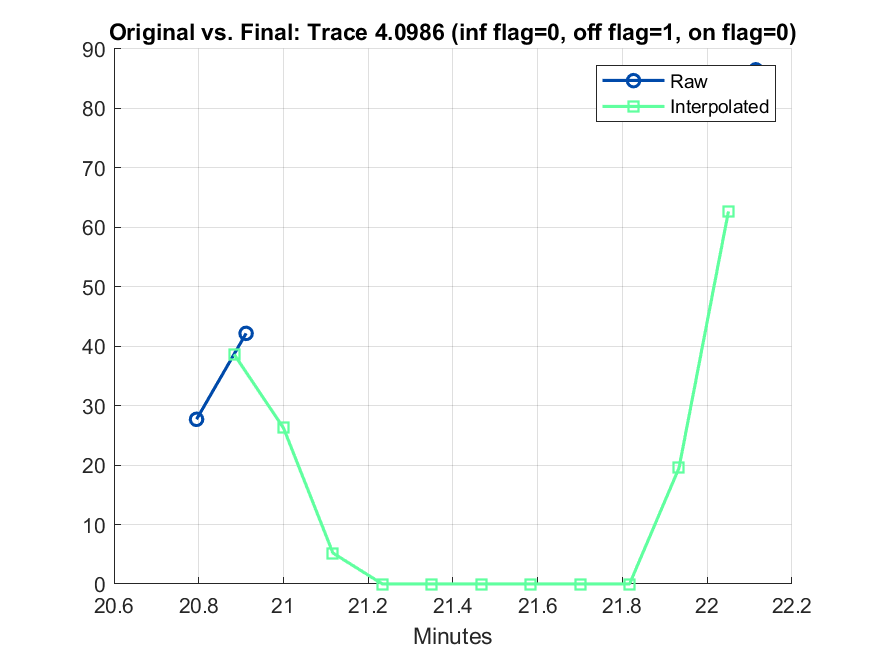 Original vs. Final: Trace 4.0986 (inf flag=0, off flag=1, on flag=0)
90
80
70
60
50
40
30
20
10
0
Raw
Interpolated
20.6 20.8 21 21.2 21.4 21.6 21.8 22 22.2
Minutes